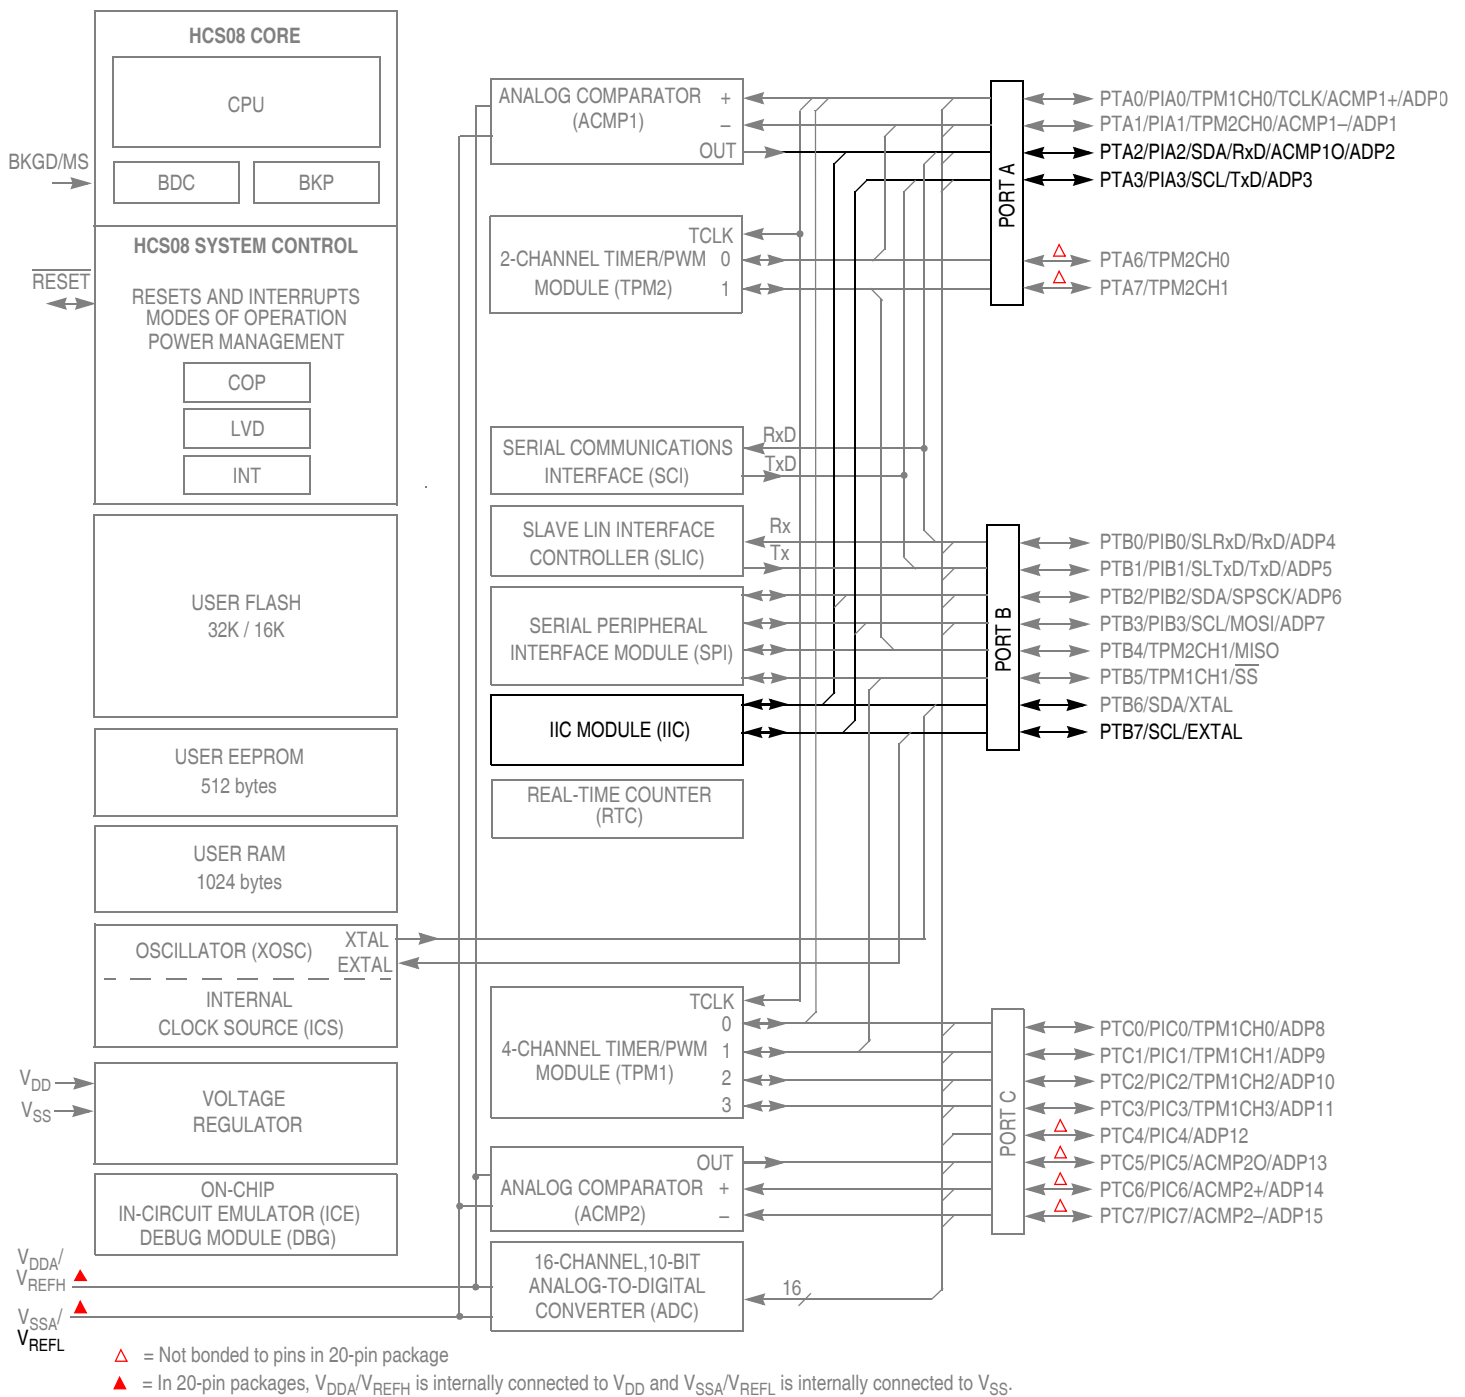 HCS08 CORE
CPU
BDC
BKP
BKGD/MS
HCS08 SYSTEM CONTROL
RESET
RESETS AND INTERRUPTS
MODES OF OPERATION
POWER MANAGEMENT
COP
LVD
INT
USER FLASH
32K / 16K
USER EEPROM
512 bytes
USER RAM
1024 bytes
OSCILLATOR (XOSC)
XTAL
EXTAL
INTERNAL
CLOCK SOURCE (ICS)
VDD
VSS
VOLTAGE
REGULATOR
ON-CHIP
IN-CIRCUIT EMULATOR (ICE)
DEBUG MODULE (DBG)
VDDA/
VREFH
VSSA/
VREFL
ANALOG COMPARATOR
(ACMP1)
+
–
OUT
TCLK
2-CHANNEL TIMER/PWM
MODULE (TPM2)
0
1
SERIAL COMMUNICATIONS
INTERFACE (SCI)
RxD
TxD
SLAVE LIN INTERFACE
CONTROLLER (SLIC)
Rx
Tx
SERIAL PERIPHERAL
INTERFACE MODULE (SPI)
IIC MODULE (IIC)
REAL-TIME COUNTER
(RTC)
TCLK
0
4-CHANNEL TIMER/PWM
MODULE (TPM1)
1
2
3
OUT
ANALOG COMPARATOR
(ACMP2)
+
–
16-CHANNEL,10-BIT
ANALOG-TO-DIGITAL
CONVERTER (ADC)
16
PORT A
PTA0/PIA0/TPM1CH0/TCLK/ACMP1+/ADP0
PTA1/PIA1/TPM2CH0/ACMP1–/ADP1
PTA2/PIA2/SDA/RxD/ACMP1O/ADP2
PTA3/PIA3/SCL/TxD/ADP3
PTA6/TPM2CH0
PTA7/TPM2CH1
PORT B
PTB0/PIB0/SLRxD/RxD/ADP4
PTB1/PIB1/SLTxD/TxD/ADP5
PTB2/PIB2/SDA/SPSCK/ADP6
PTB3/PIB3/SCL/MOSI/ADP7
PTB4/TPM2CH1/MISO
PTB5/TPM1CH1/SS
PTB6/SDA/XTAL
PTB7/SCL/EXTAL
PORT C
PTC0/PIC0/TPM1CH0/ADP8
PTC1/PIC1/TPM1CH1/ADP9
PTC2/PIC2/TPM1CH2/ADP10
PTC3/PIC3/TPM1CH3/ADP11
PTC4/PIC4/ADP12
PTC5/PIC5/ACMP2O/ADP13
PTC6/PIC6/ACMP2+/ADP14
PTC7/PIC7/ACMP2–/ADP15
△ = Not bonded to pins in 20-pin package
▲ = In 20-pin packages, VDDA/VREFH is internally connected to VDD and VSSA/VREFL is internally connected to VSS.